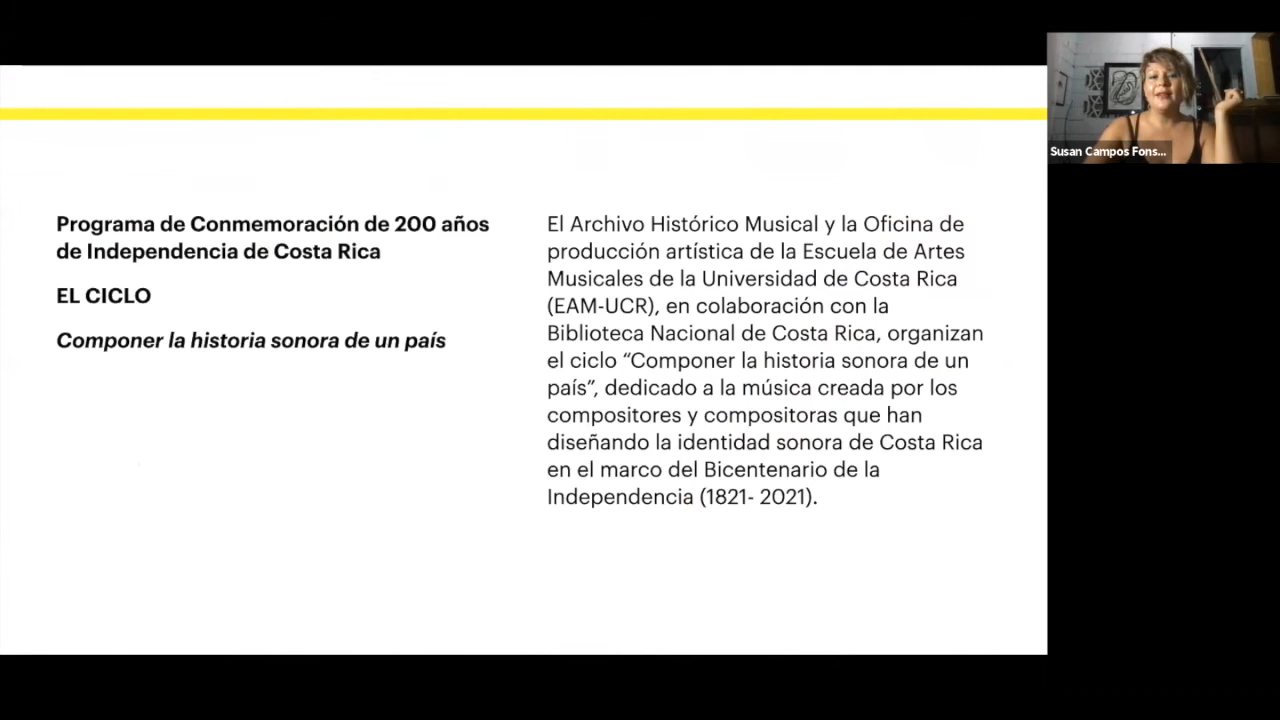 Programa de Conmemoración de 200 años
de Independencia de Costa Rica
EL CICLO
Componer la historia sonora de un país
El Archivo Histórico Musical y la Oficina de
producción artística de la Escuela de Artes
Musicales de la Universidad de Costa Rica
(EAM-UCR), en colaboración con la
Biblioteca Nacional de Costa Rica, organizan
el ciclo “Componer la historia sonora de un
país”, dedicado a la música creada por los
compositores y compositoras que han
diseñando la identidad sonora de Costa Rica
en el marco del Bicentenario de la
Independencia (1821- 2021).
Susan Campos Fons...